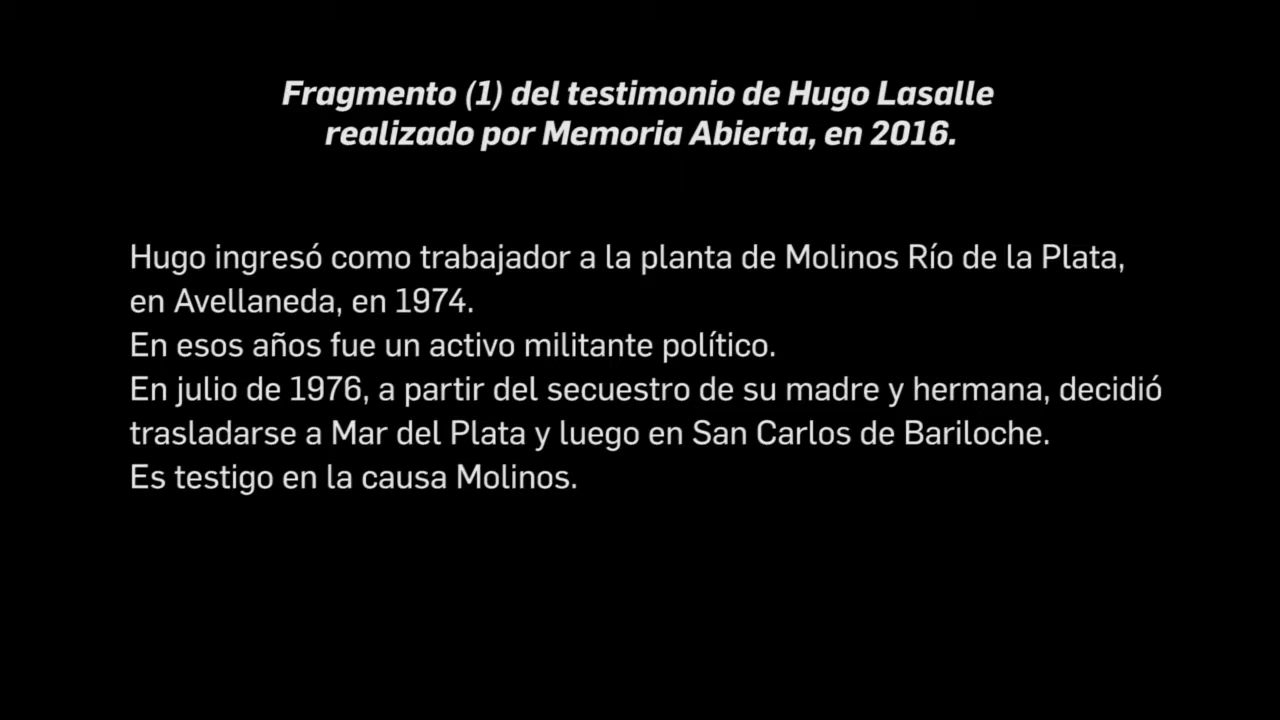 Fragmento (1) del testimonio de Hugo Lasalle
realizado por Memoria Abierta, en 2016.
Hugo ingresó como trabajador a la planta de Molinos Río de la Plata,
en Avellaneda, en 1974.
En esos años fue un activo militante político.
En julio de 1976, a partir del secuestro de su madre y hermana, decidió
trasladarse a Mar del Plata y luego en San Carlos de Bariloche.
Es testigo en la causa Molinos.